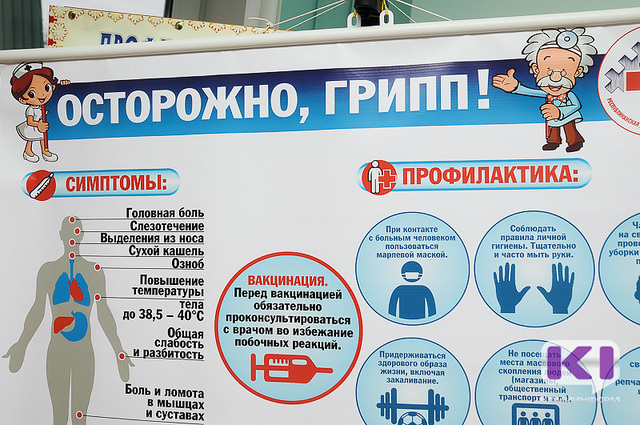 ОСТОРОЖНО, ГРИПП!
СИМПТОМЫ:
Головная боль
Слезотечение
Выделения из носа
Сухой кашель
Озноб
Повышение
температуры
тела
до 38,5 – 40°С
Общая
слабость
и разбитость
Боль и ломота
в мышцах
и суставах
ВАКЦИНАЦИЯ.
Перед вакцинацией
обязательно
проконсультироваться
с врачом во избежание
побочных реакций.
ПРОФИЛАКТИКА:
При контакте
с больным человеком
пользоваться
марлевой маской.
Соблюдать
правила личной
гигиены. Тщательно
и часто мыть руки.
Придерживаться
здорового образа
жизни, включая
закаливание.
Не
места
скопления
общественный
транспорт
KI